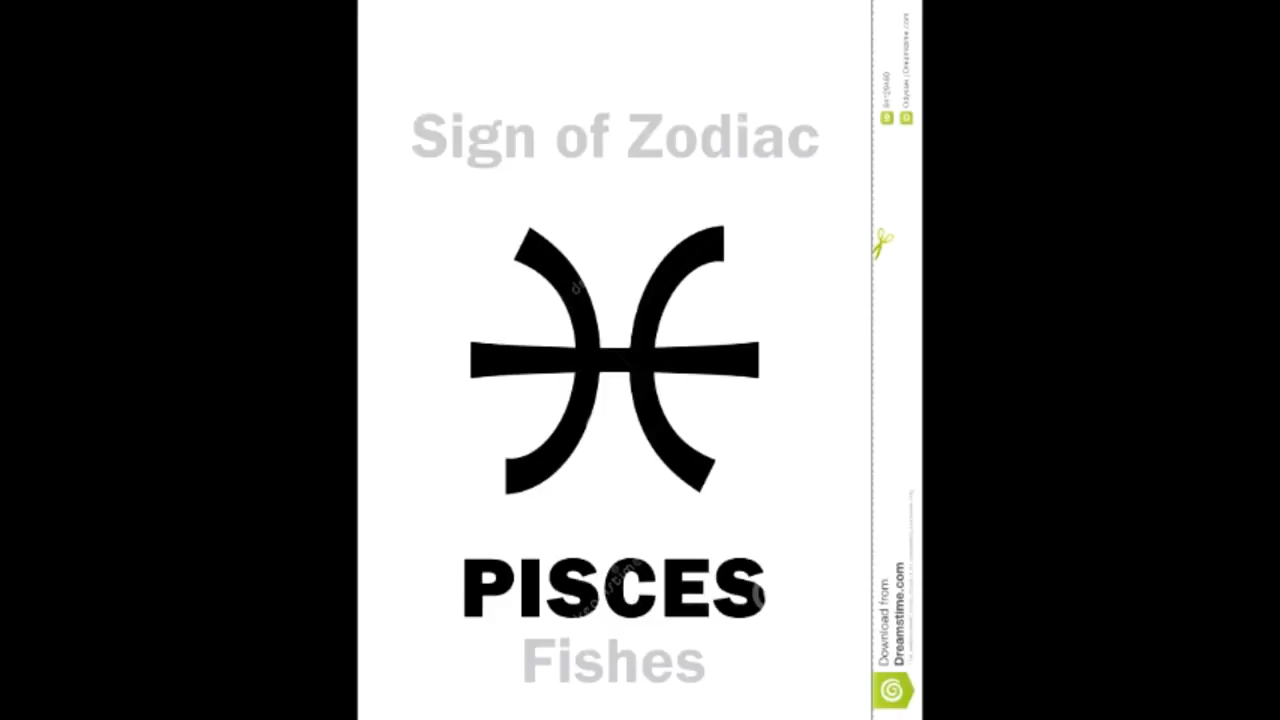 Sign of Zodiac
PISCES
Fishes
Download from
Dreamstime.com